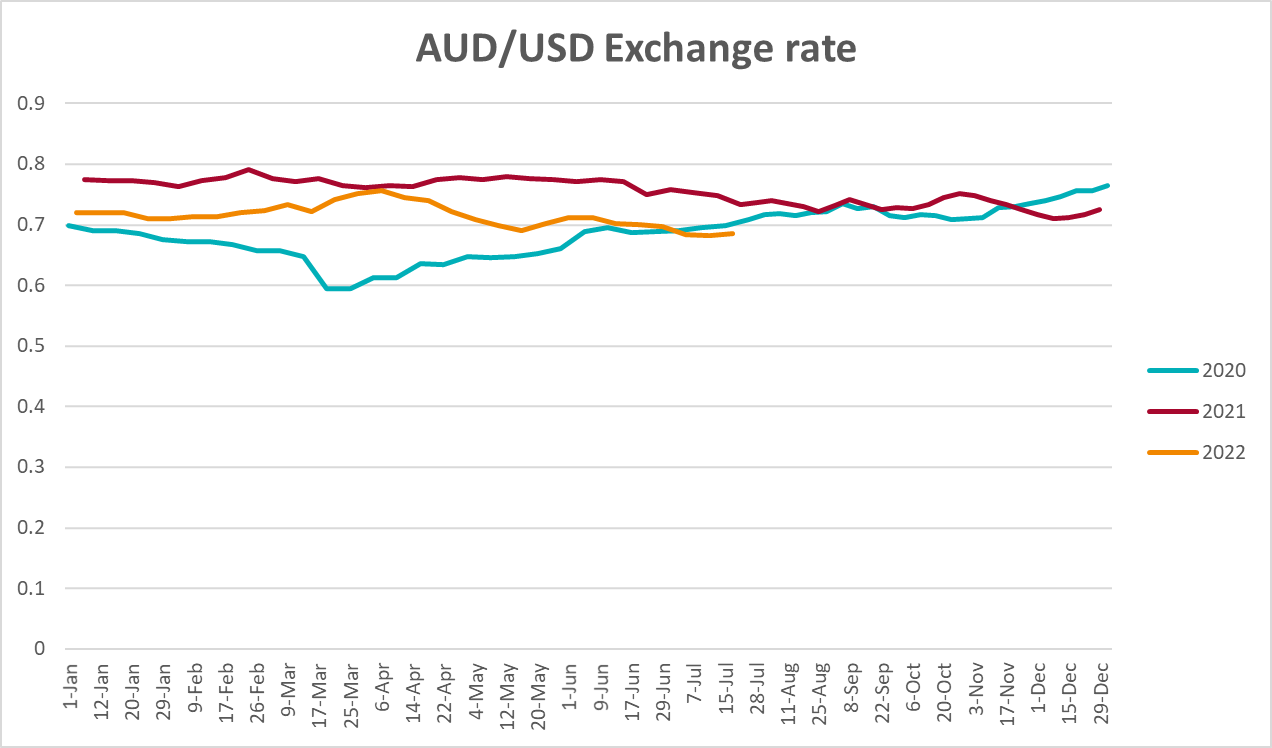 AUD/USD Exchange rate
0.9
0.8
0.7
0.6
0.5
0.4
0.3
0.2
0.1
0
1-Jan
12-Jan
20-Jan
29-Jan
9-Feb
17-Feb
26-Feb
9-Mar
17-Mar
25-Mar
6-Apr
14-Apr
22-Apr
4-May
12-May
20-May
1-Jun
9-Jun
17-Jun
29-Jun
7-Jul
15-Jul
28-Jul
11-Aug
25-Aug
8-Sep
22-Sep
6-Oct
20-Oct
3-Nov
17-Nov
1-Dec
15-Dec
29-Dec
2020
2021
2022